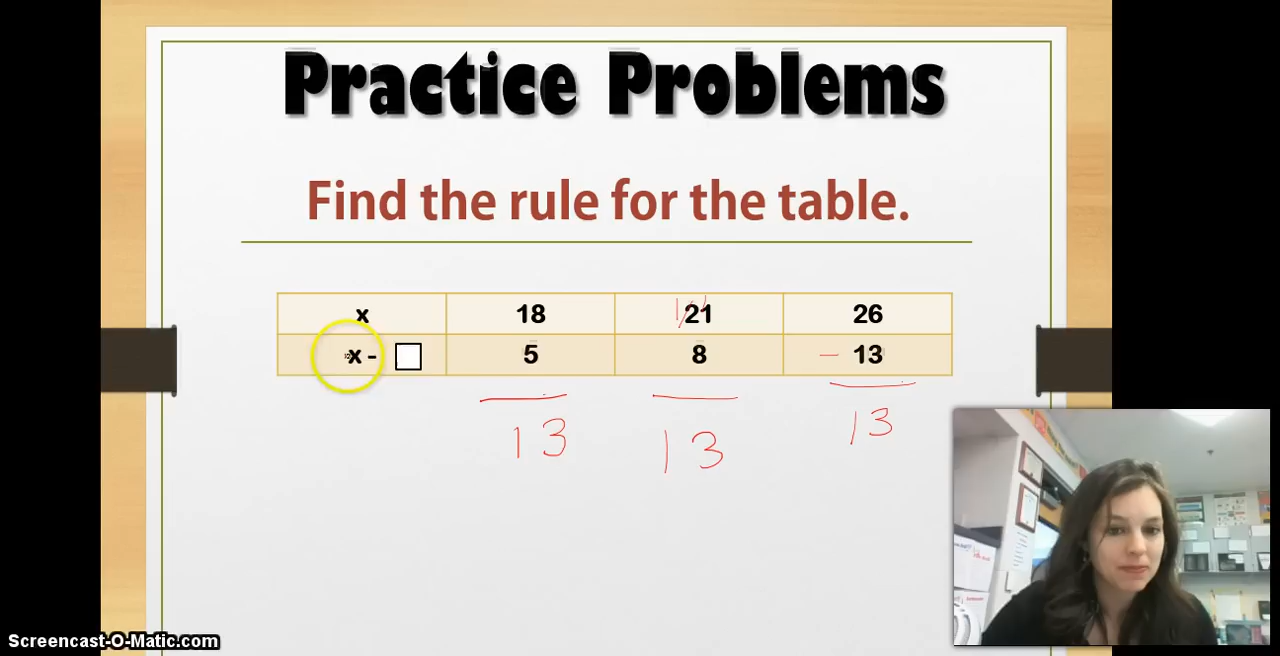 Practice Problems
Find the rule for the table.
x 18 21 26
x - 5 8 - 13
13 13 13
Screencast-O-Matic.com